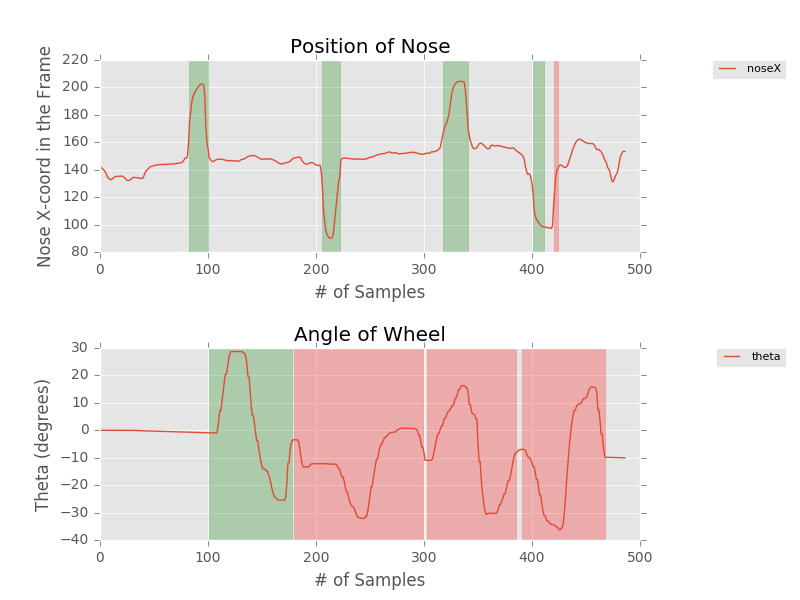 Position of Nose
220
200
180
160
140
120
100
80
Nose X-coord in the Frame
0 100 200 300 400 500
# of Samples
noseX
Angle of Wheel
30
20
10
0
−10
−20
−30
−40
Theta (degrees)
0 100 200 300 400 500
# of Samples
theta